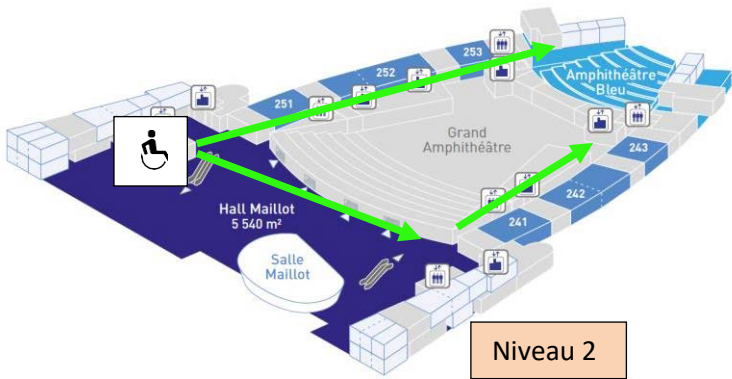 253
252
251
Amphithéâtre
Bleu
Grand
Amphithéâtre
243
242
241
Hall Maillot
5 540 m²
Salle
Maillot
Niveau 2